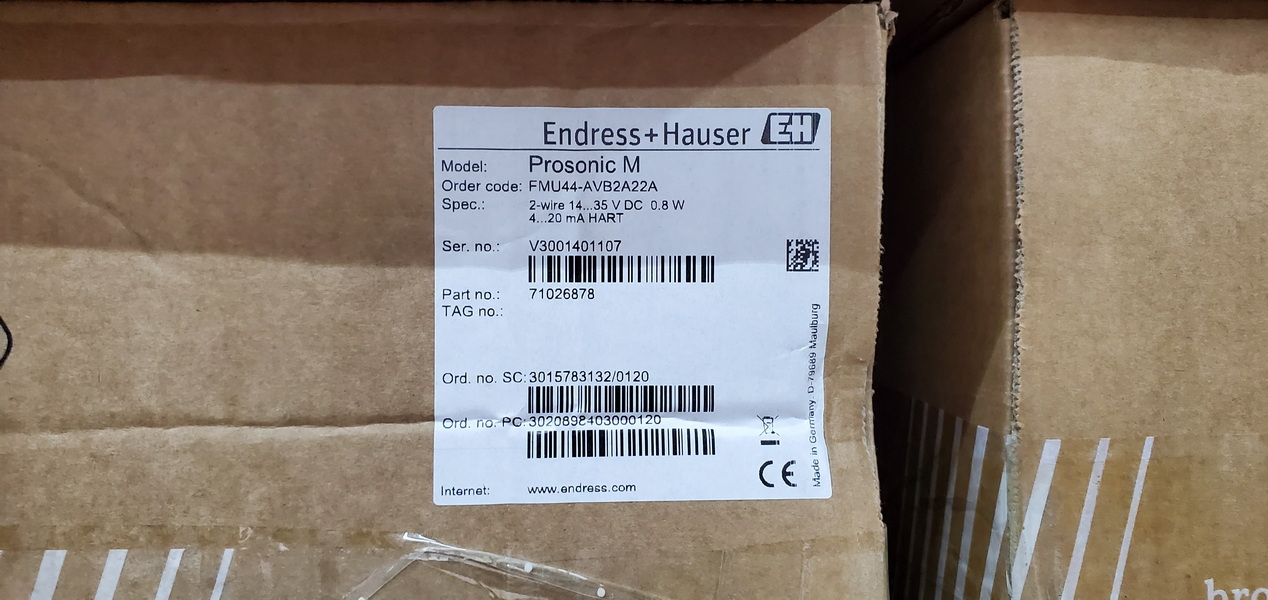 Endress+Hauser EH
Model: Prosonic M
Order code: FMU44-AVB2A22A
Spec.: 2-wire 14...35 V DC 0.8 W
4...20 mA HART
Ser. no.: V3001401107
Part no.: 71026878
TAG no.:
Ord. no. SC: 3015783132/0120
Ord. no. PC: 3020898403000120
Internet: www.endress.com
CE
Made in Germany, D-79689 Maulburg
bro